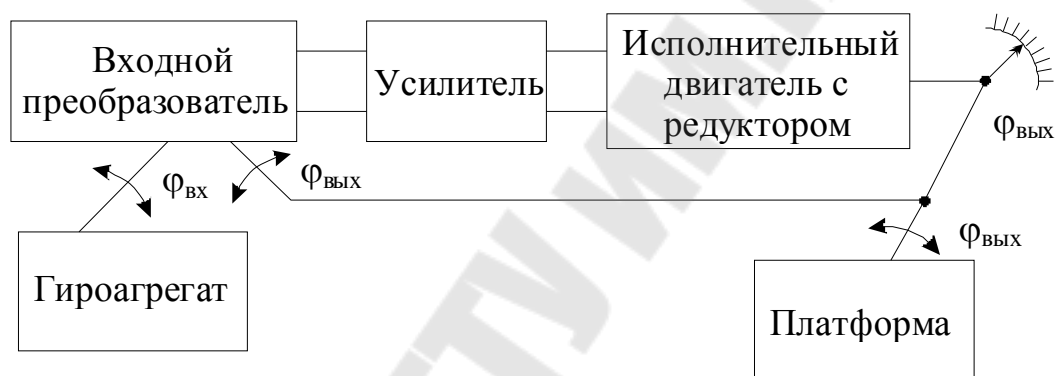 Входной
преобразователь
Усилитель
Исполнительный
двигатель с
редуктором
φвых
φвх
φвых
φвых
Гироагрегат
Платформа